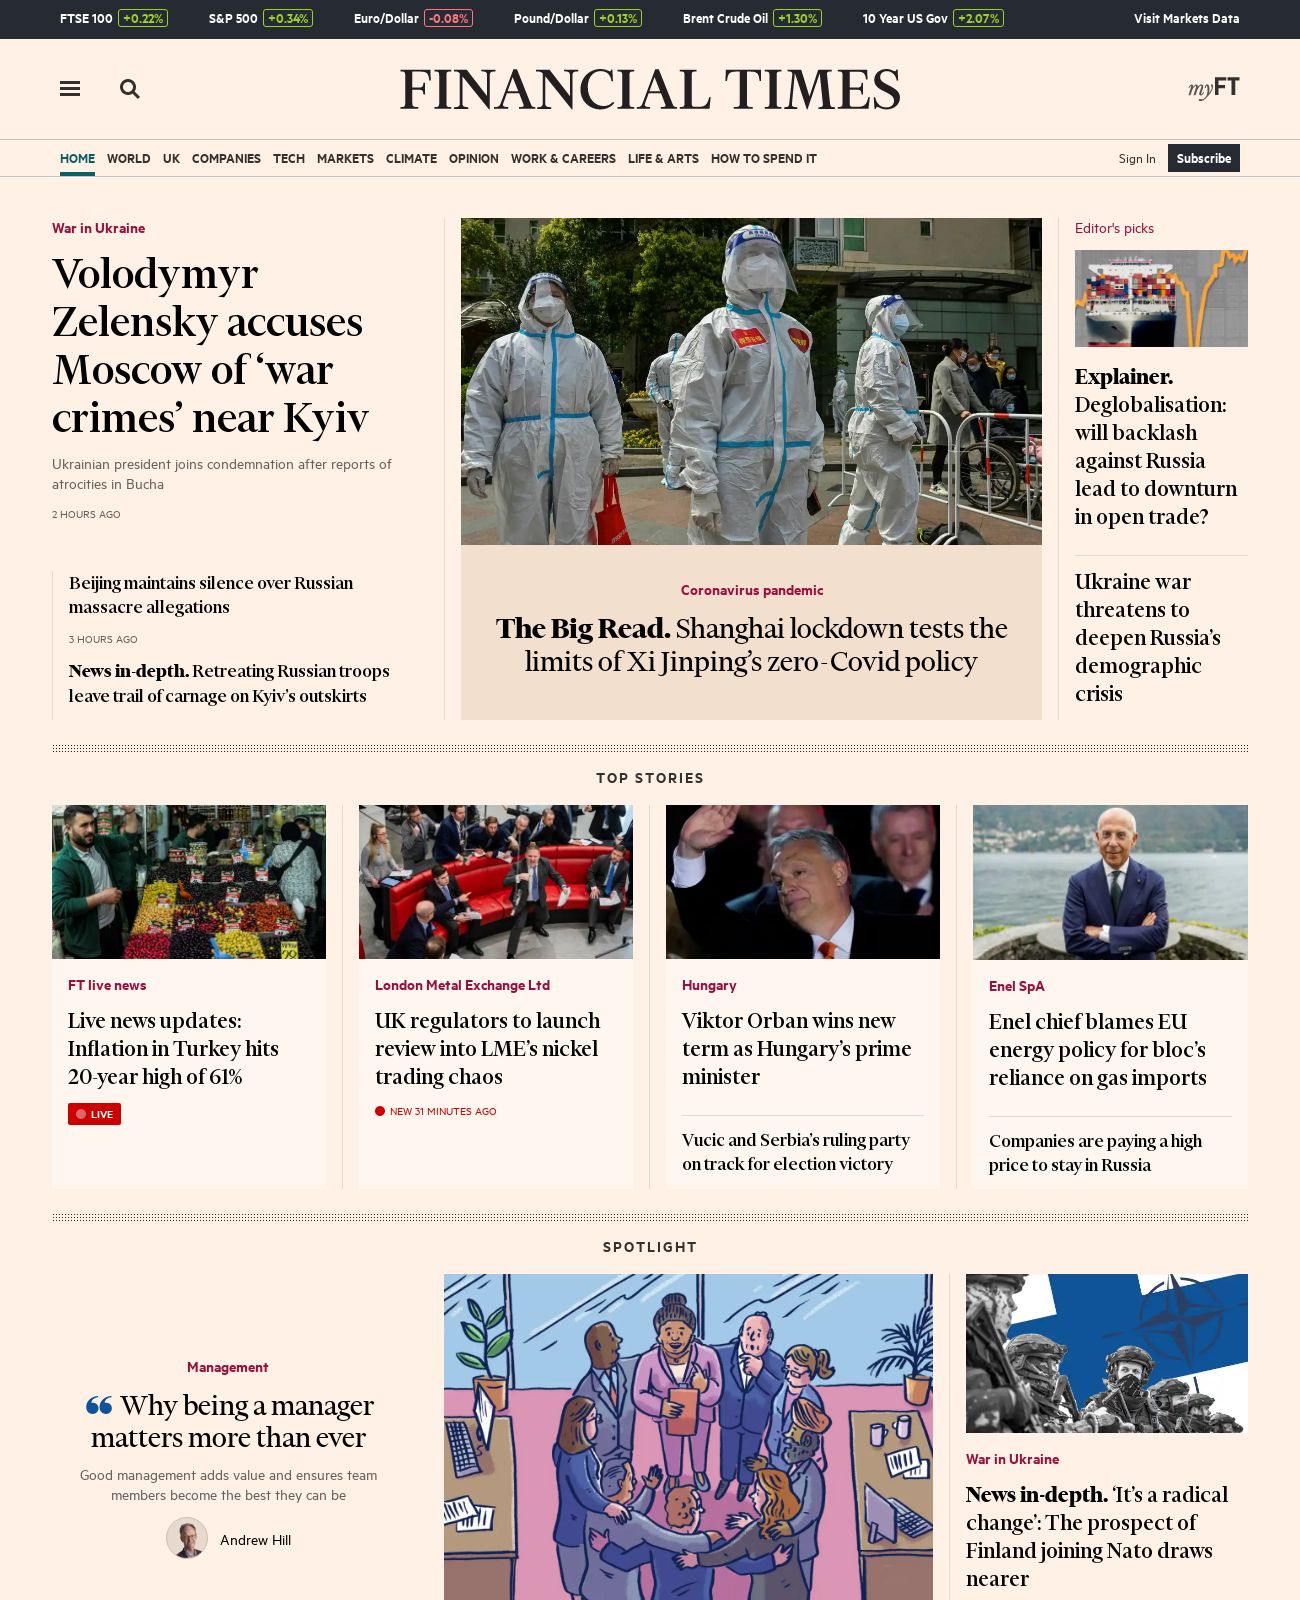 FTSE 100 +0.22% S&P 500 +0.34% Euro/Dollar -0.08% Pound/Dollar +0.13% Brent Crude Oil +1.30% 10 Year US Gov +2.07% Visit Markets Data
FINANCIAL TIMES
myFT
HOME WORLD UK COMPANIES TECH MARKETS CLIMATE OPINION WORK & CAREERS LIFE & ARTS HOW TO SPEND IT Sign In Subscribe
War in Ukraine
Volodymyr
Zelensky accuses
Moscow of ‘war
crimes’ near Kyiv
Ukrainian president joins condemnation after reports of
atrocities in Bucha
2 HOURS AGO
Beijing maintains silence over Russian
massacre allegations
3 HOURS AGO
News in-depth. Retreating Russian troops
leave trail of carnage on Kyiv’s outskirts
Coronavirus pandemic
The Big Read. Shanghai lockdown tests the
limits of Xi Jinping’s zero-Covid policy
Editor's picks
Explainer.
Deglobalisation:
will backlash
against Russia
lead to downturn
in open trade?
Ukraine war
threatens to
deepen Russia’s
demographic
crisis
TOP STORIES
FT live news
Live news updates:
Inflation in Turkey hits
20-year high of 61%
LIVE
London Metal Exchange Ltd
UK regulators to launch
review into LME’s nickel
trading chaos
NEW 31 MINUTES AGO
Hungary
Viktor Orban wins new
term as Hungary’s prime
minister
Vucic and Serbia’s ruling party
on track for election victory
Enel SpA
Enel chief blames EU
energy policy for bloc’s
reliance on gas imports
Companies are paying a high
price to stay in Russia
SPOTLIGHT
Management
“ Why being a manager
matters more than ever
Good management adds value and ensures team
members become the best they can be
Andrew Hill
War in Ukraine
News in-depth. ‘It’s a radical
change’: The prospect of
Finland joining Nato draws
nearer